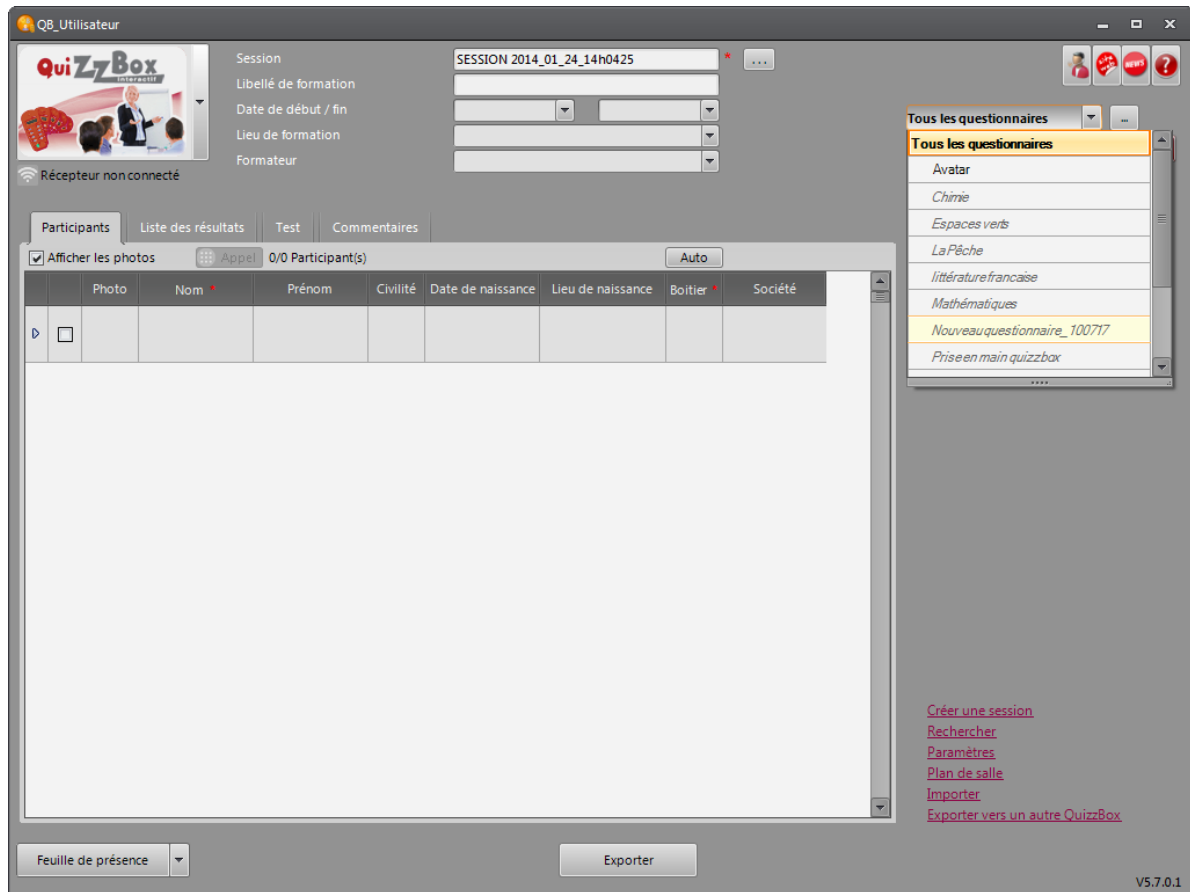 QB_Utilisateur
QuiZzBox
Interactif
Session
SESSION 2014_01_24_14h0425
*
...
Libellé de formation
Date de début / fin
Lieu de formation
Formateur
Récepteur non connecté
NEWS
?
Tous les questionnaires
...
Tous les questionnaires
Avatar
Chimie
Espaces verts
La Pêche
littérature francaise
Mathématiques
Nouveau questionnaire_100717
Prise en main quizzbox
Participants
Liste des résultats
Test
Commentaires
Afficher les photos
Appel
0/0 Participant(s)
Auto
Photo
Nom *
Prénom
Civilité
Date de naissance
Lieu de naissance
Boitier *
Société
Créer une session
Rechercher
Paramètres
Plan de salle
Importer
Exporter vers un autre QuizzBox
Feuille de présence
Exporter
V5.7.0.1